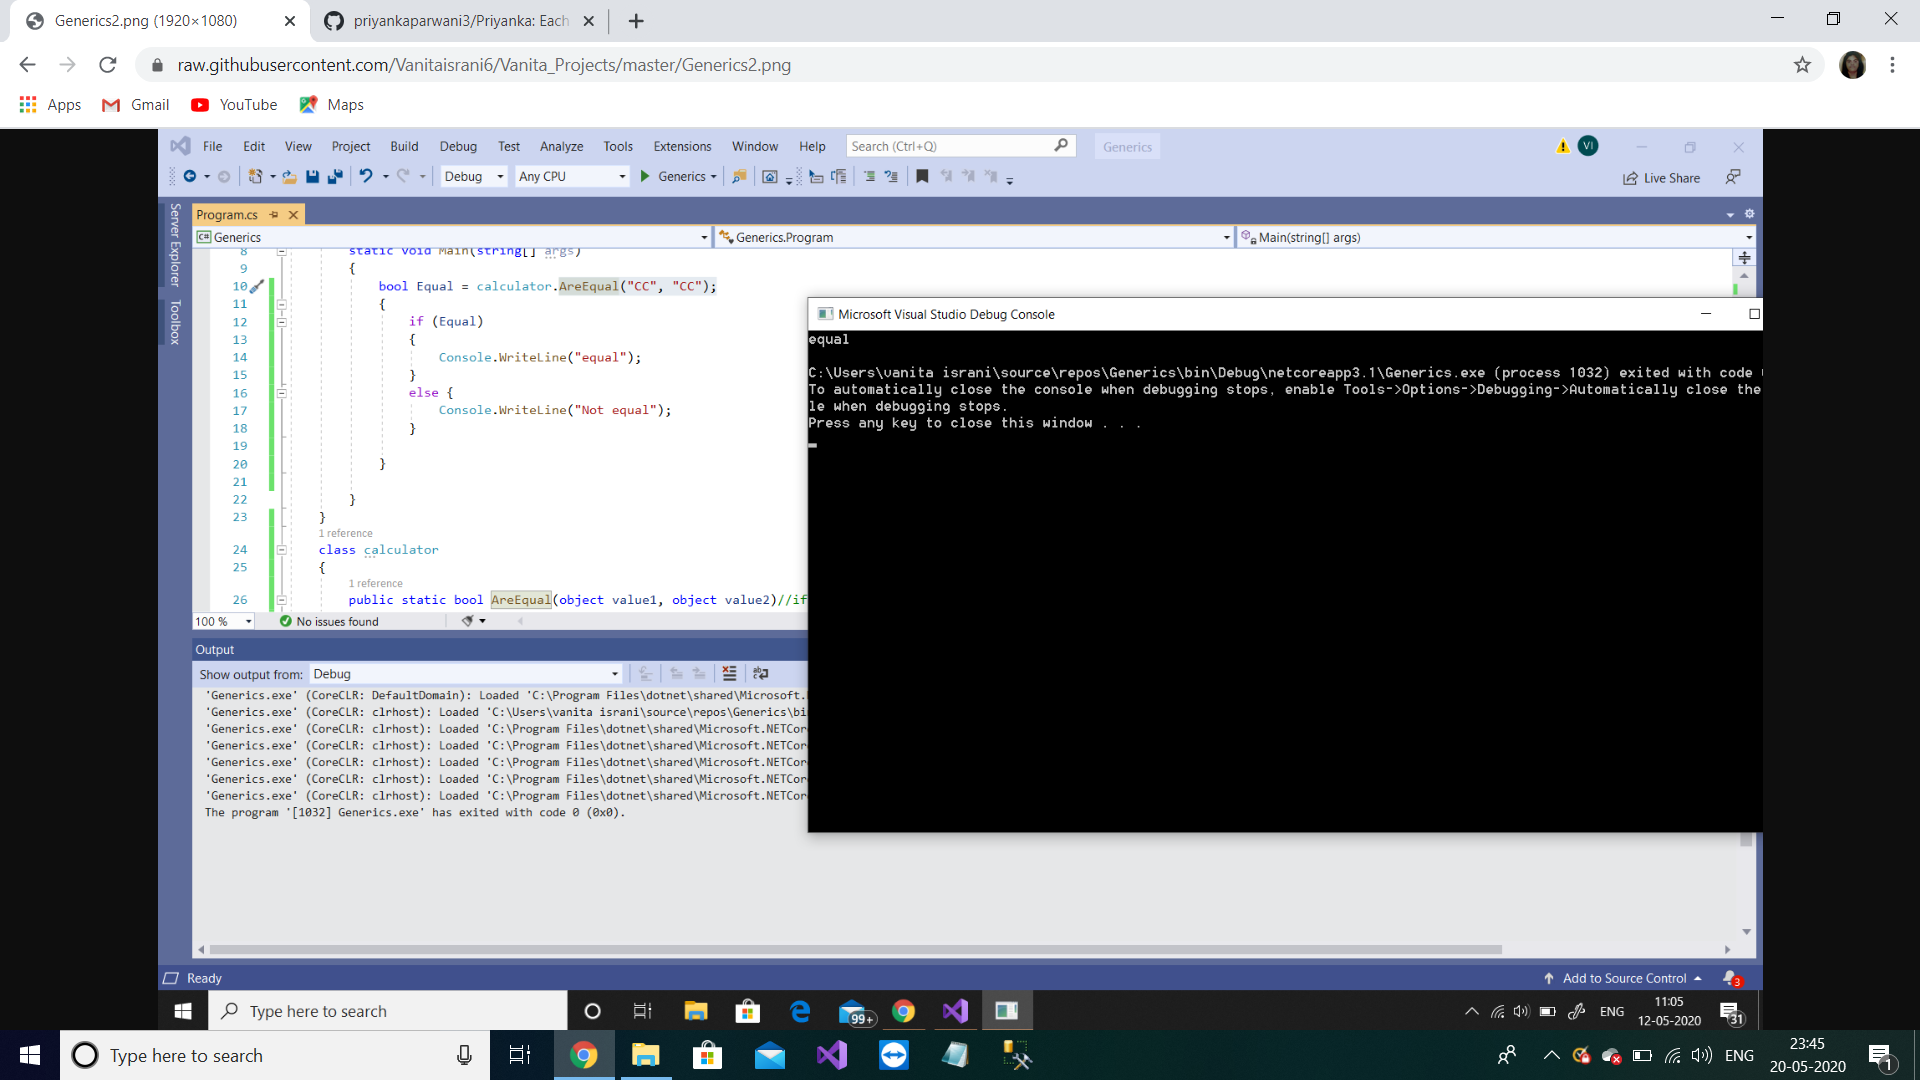 Generics2.png (1920×1080)
priyankaparwani3/Priyanka: Each
raw.githubusercontent.com/Vanitaisrani6/Vanita_Projects/master/Generics2.png
Apps Gmail YouTube Maps
File Edit View Project Build Debug Test Analyze Tools Extensions Window Help Search (Ctrl+Q) Generics VI
Debug Any CPU Generics Live Share
Server Explorer
Toolbox
Program.cs
C# Generics Generics.Program Main(string[] args)
8 static void Main(string[] args)
9 {
10 bool Equal = calculator.AreEqual("CC", "CC");
11 {
12 if (Equal)
13 {
14 Console.WriteLine("equal");
15 }
16 else {
17 Console.WriteLine("Not equal");
18 }
19
20 }
21
22 }
23 }
1 reference
24 class calculator
25 {
1 reference
26 public static bool AreEqual(object value1, object value2)//if
100 % No issues found
Microsoft Visual Studio Debug Console
equal
C:\Users\vanita israni\source\repos\Generics\bin\Debug\netcoreapp3.1\Generics.exe (process 1032) exited with code
To automatically close the console when debugging stops, enable Tools->Options->Debugging->Automatically close the
le when debugging stops.
Press any key to close this window . . .
Output
Show output from: Debug
'Generics.exe' (CoreCLR: DefaultDomain): Loaded 'C:\Program Files\dotnet\shared\Microsoft.
'Generics.exe' (CoreCLR: clrhost): Loaded 'C:\Users\vanita israni\source\repos\Generics\bi
'Generics.exe' (CoreCLR: clrhost): Loaded 'C:\Program Files\dotnet\shared\Microsoft.NETCor
'Generics.exe' (CoreCLR: clrhost): Loaded 'C:\Program Files\dotnet\shared\Microsoft.NETCor
'Generics.exe' (CoreCLR: clrhost): Loaded 'C:\Program Files\dotnet\shared\Microsoft.NETCor
'Generics.exe' (CoreCLR: clrhost): Loaded 'C:\Program Files\dotnet\shared\Microsoft.NETCor
'Generics.exe' (CoreCLR: clrhost): Loaded 'C:\Program Files\dotnet\shared\Microsoft.NETCor
The program '[1032] Generics.exe' has exited with code 0 (0x0).
Ready Add to Source Control 3
Type here to search 99+ ENG 11:05 31
12-05-2020
Type here to search ENG 23:45 1
20-05-2020